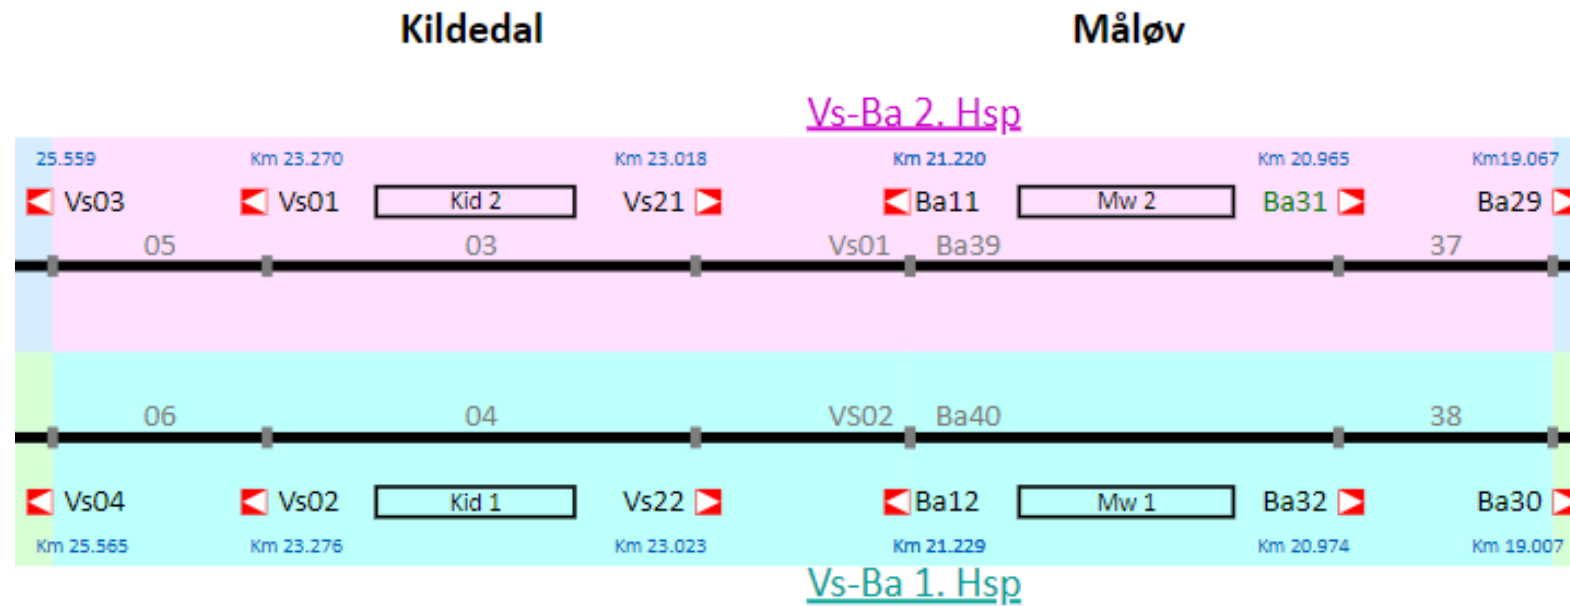 Kildedal Måløv
Vs-Ba 2. Hsp
25.559 Km 23.270 Km 23.018 Km 21.220 Km 20.965 Km19.067
Vs03 Vs01 Kid 2 Vs21 Ba11 Mw 2 Ba31 Ba29
05 03 Vs01 Ba39 37
06 04 VS02 Ba40 38
Vs04 Vs02 Kid 1 Vs22 Ba12 Mw 1 Ba32 Ba30
Km 25.565 Km 23.276 Km 23.023 Km 21.229 Km 20.974 Km 19.007
Vs-Ba 1. Hsp